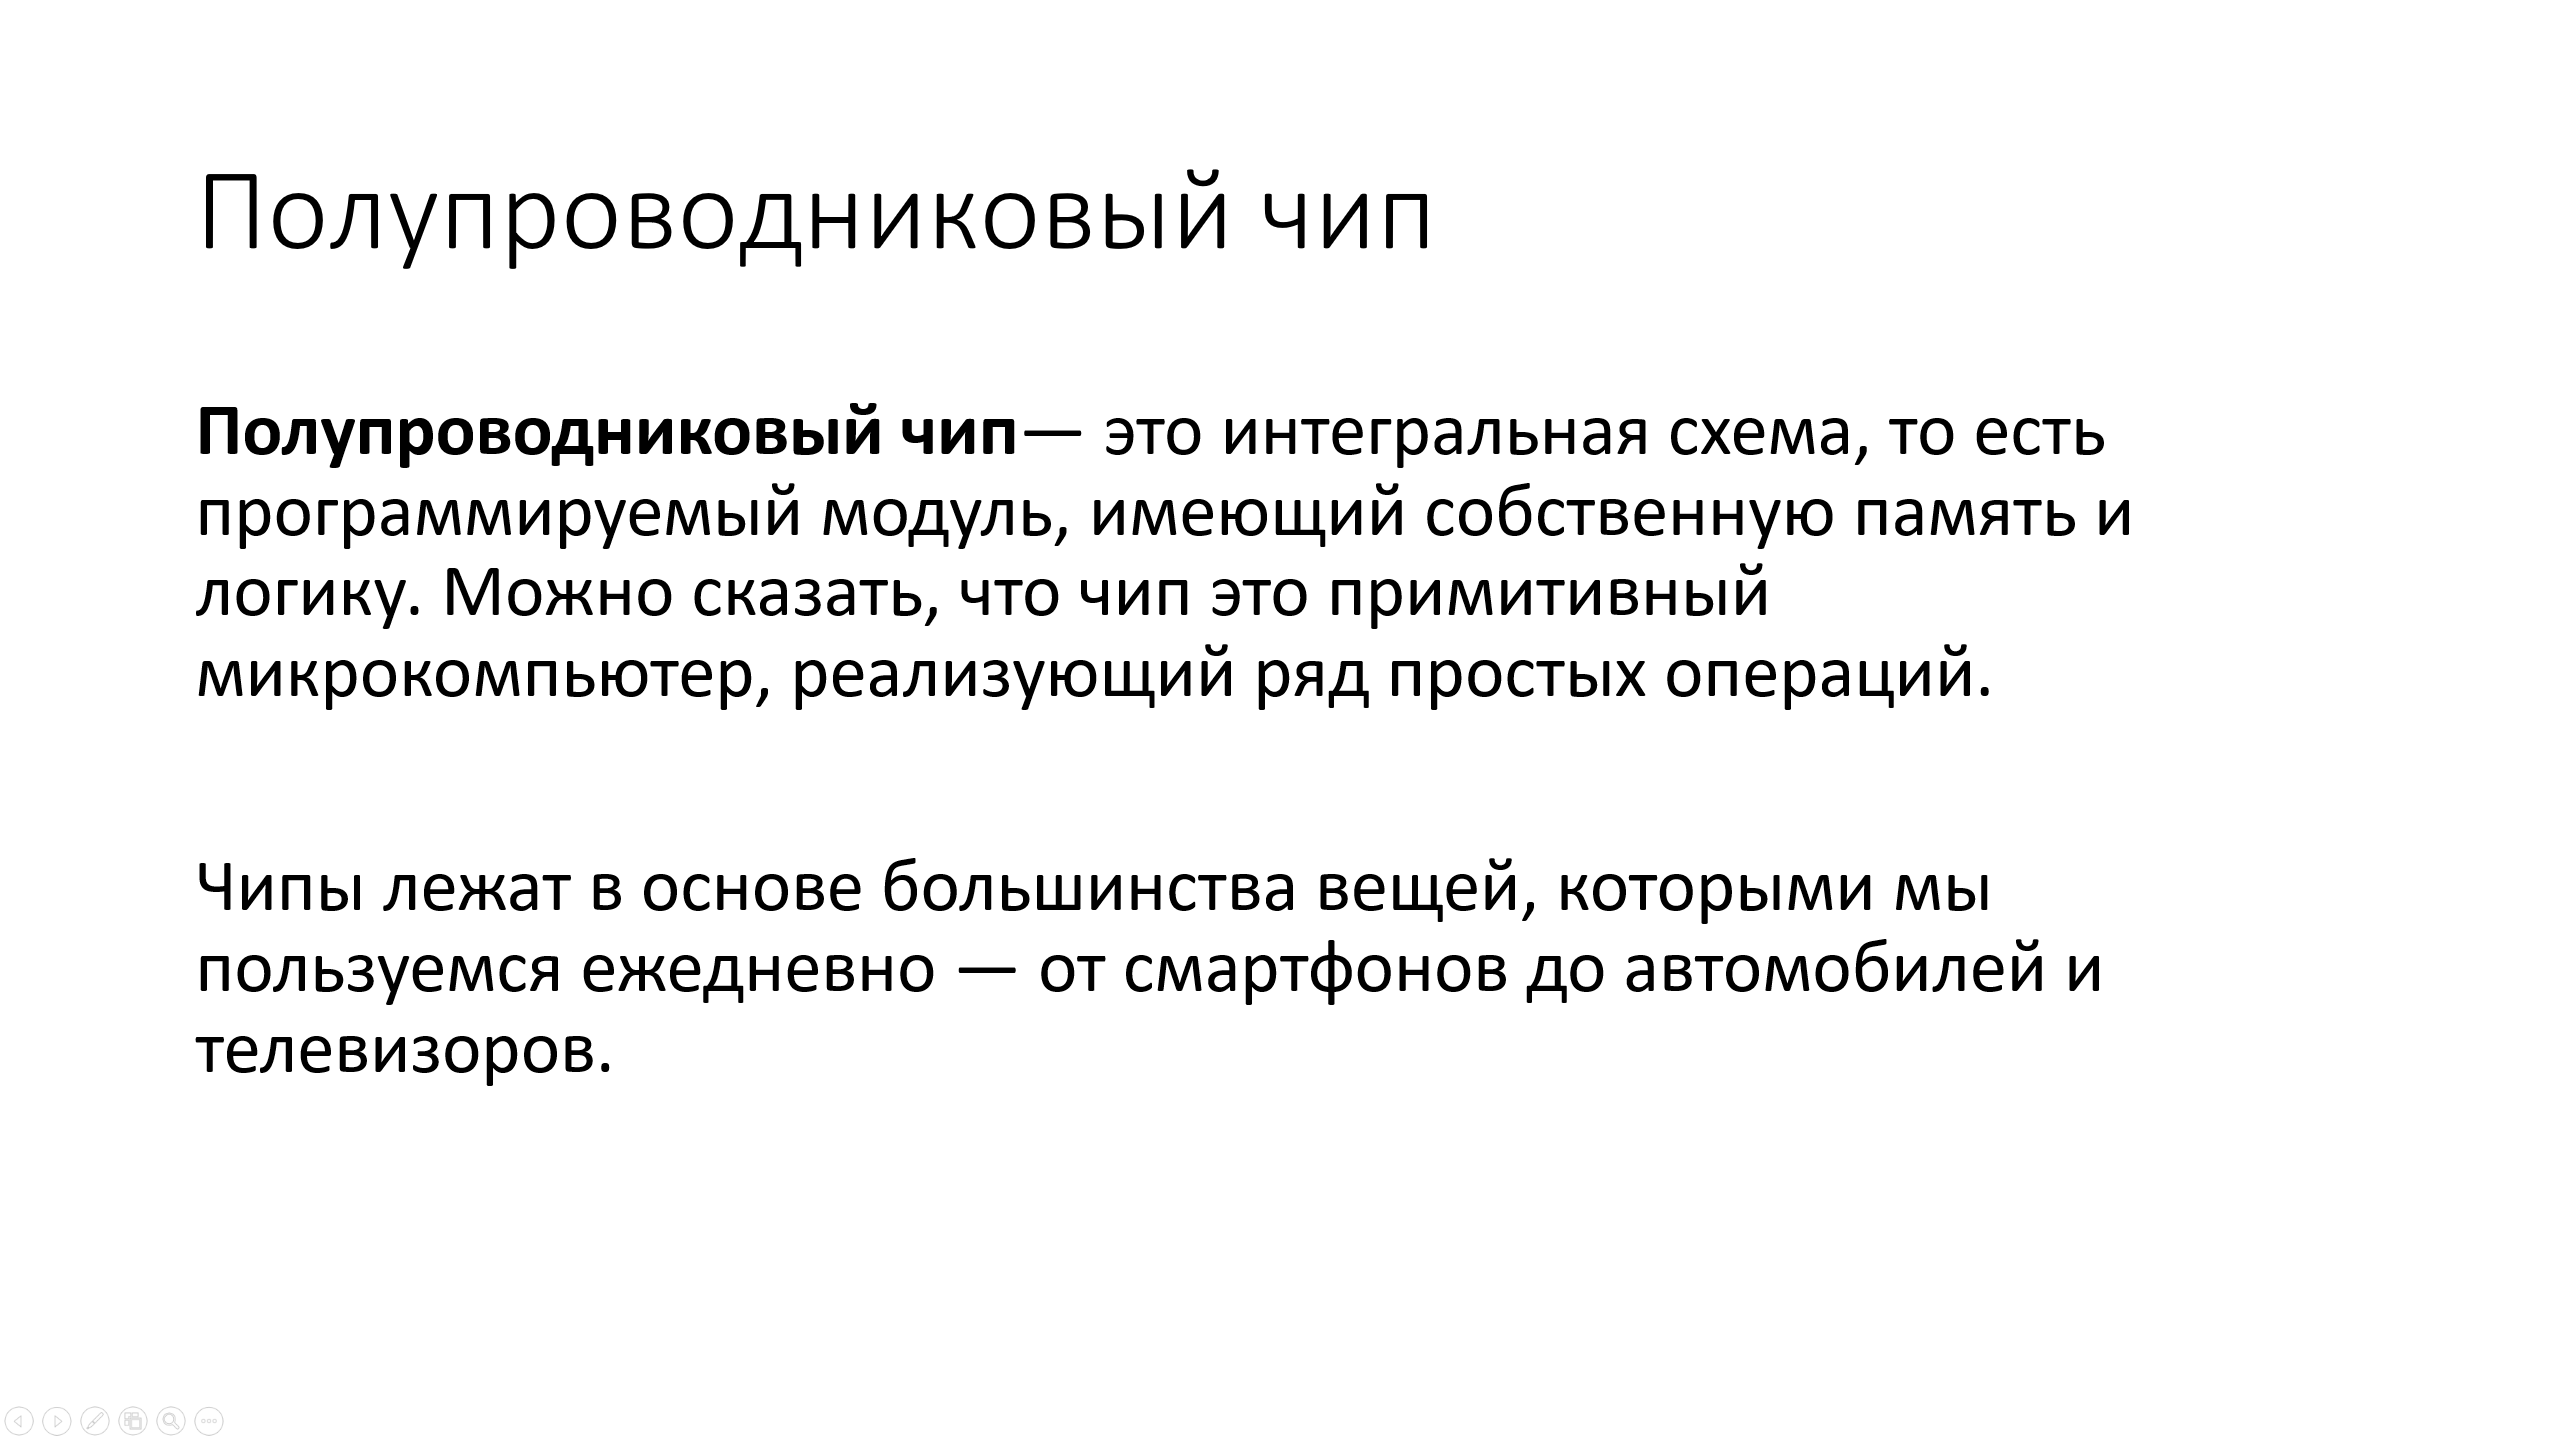 Полупроводниковый чип
Полупроводниковый чип— это интегральная схема, то есть
программируемый модуль, имеющий собственную память и
логику. Можно сказать, что чип это примитивный
микрокомпьютер, реализующий ряд простых операций.
Чипы лежат в основе большинства вещей, которыми мы
пользуемся ежедневно — от смартфонов до автомобилей и
телевизоров.